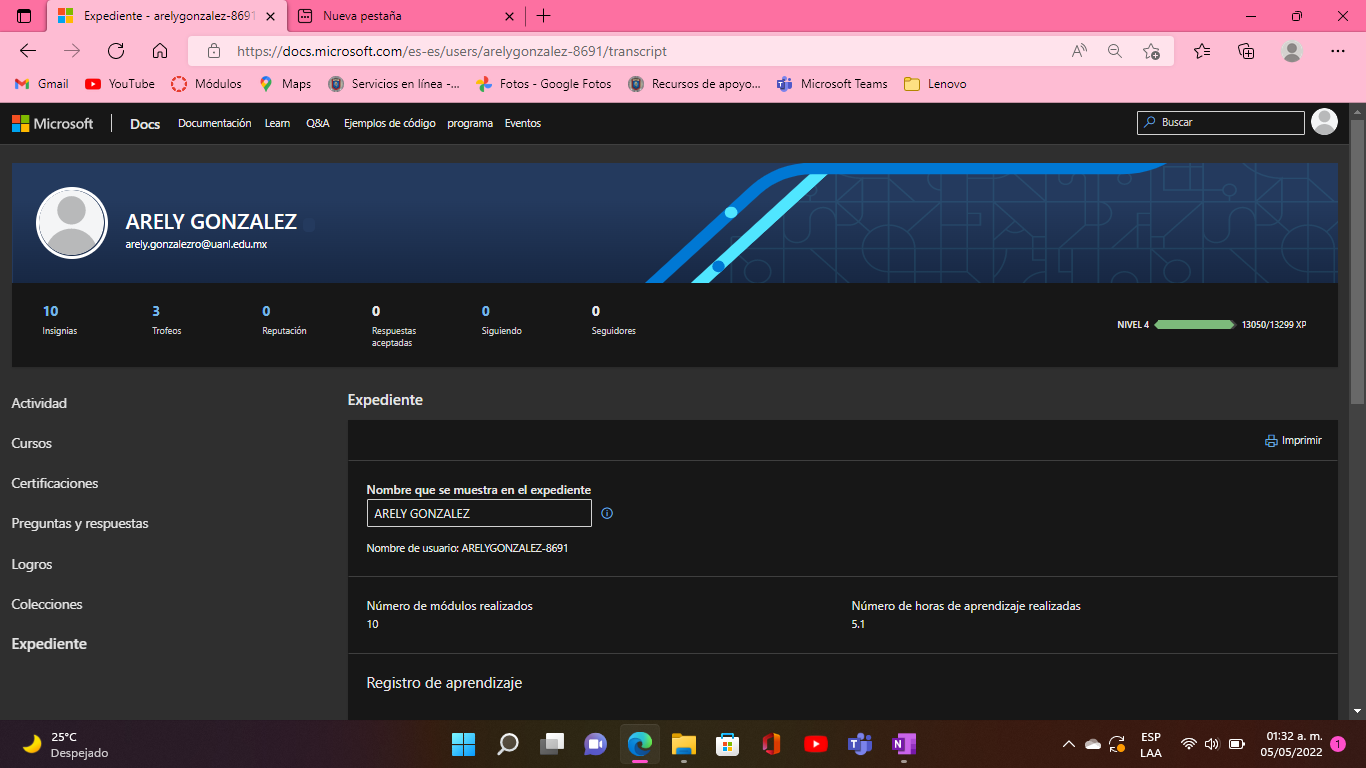 Expediente - arelygonzalez-8691
Nueva pestaña
https://docs.microsoft.com/es-es/users/arelygonzalez-8691/transcript
Gmail
YouTube
Módulos
Maps
Servicios en línea -...
Fotos - Google Fotos
Recursos de apoyo...
Microsoft Teams
Lenovo
Microsoft
Docs
Documentación
Learn
Q&A
Ejemplos de código
programa
Eventos
Buscar
ARELY GONZALEZ
arely.gonzalezro@uanl.edu.mx
10
Insignias
3
Trofeos
0
Reputación
0
Respuestas
aceptadas
0
Siguiendo
0
Seguidores
NIVEL 4
13050/13299 XP
Actividad
Cursos
Certificaciones
Preguntas y respuestas
Logros
Colecciones
Expediente
Expediente
Imprimir
Nombre que se muestra en el expediente
ARELY GONZALEZ
Nombre de usuario: ARELYGONZALEZ-8691
Número de módulos realizados
10
Número de horas de aprendizaje realizadas
5.1
Registro de aprendizaje
25°C
Despejado
ESP
LAA
01:32 a. m.
05/05/2022
1